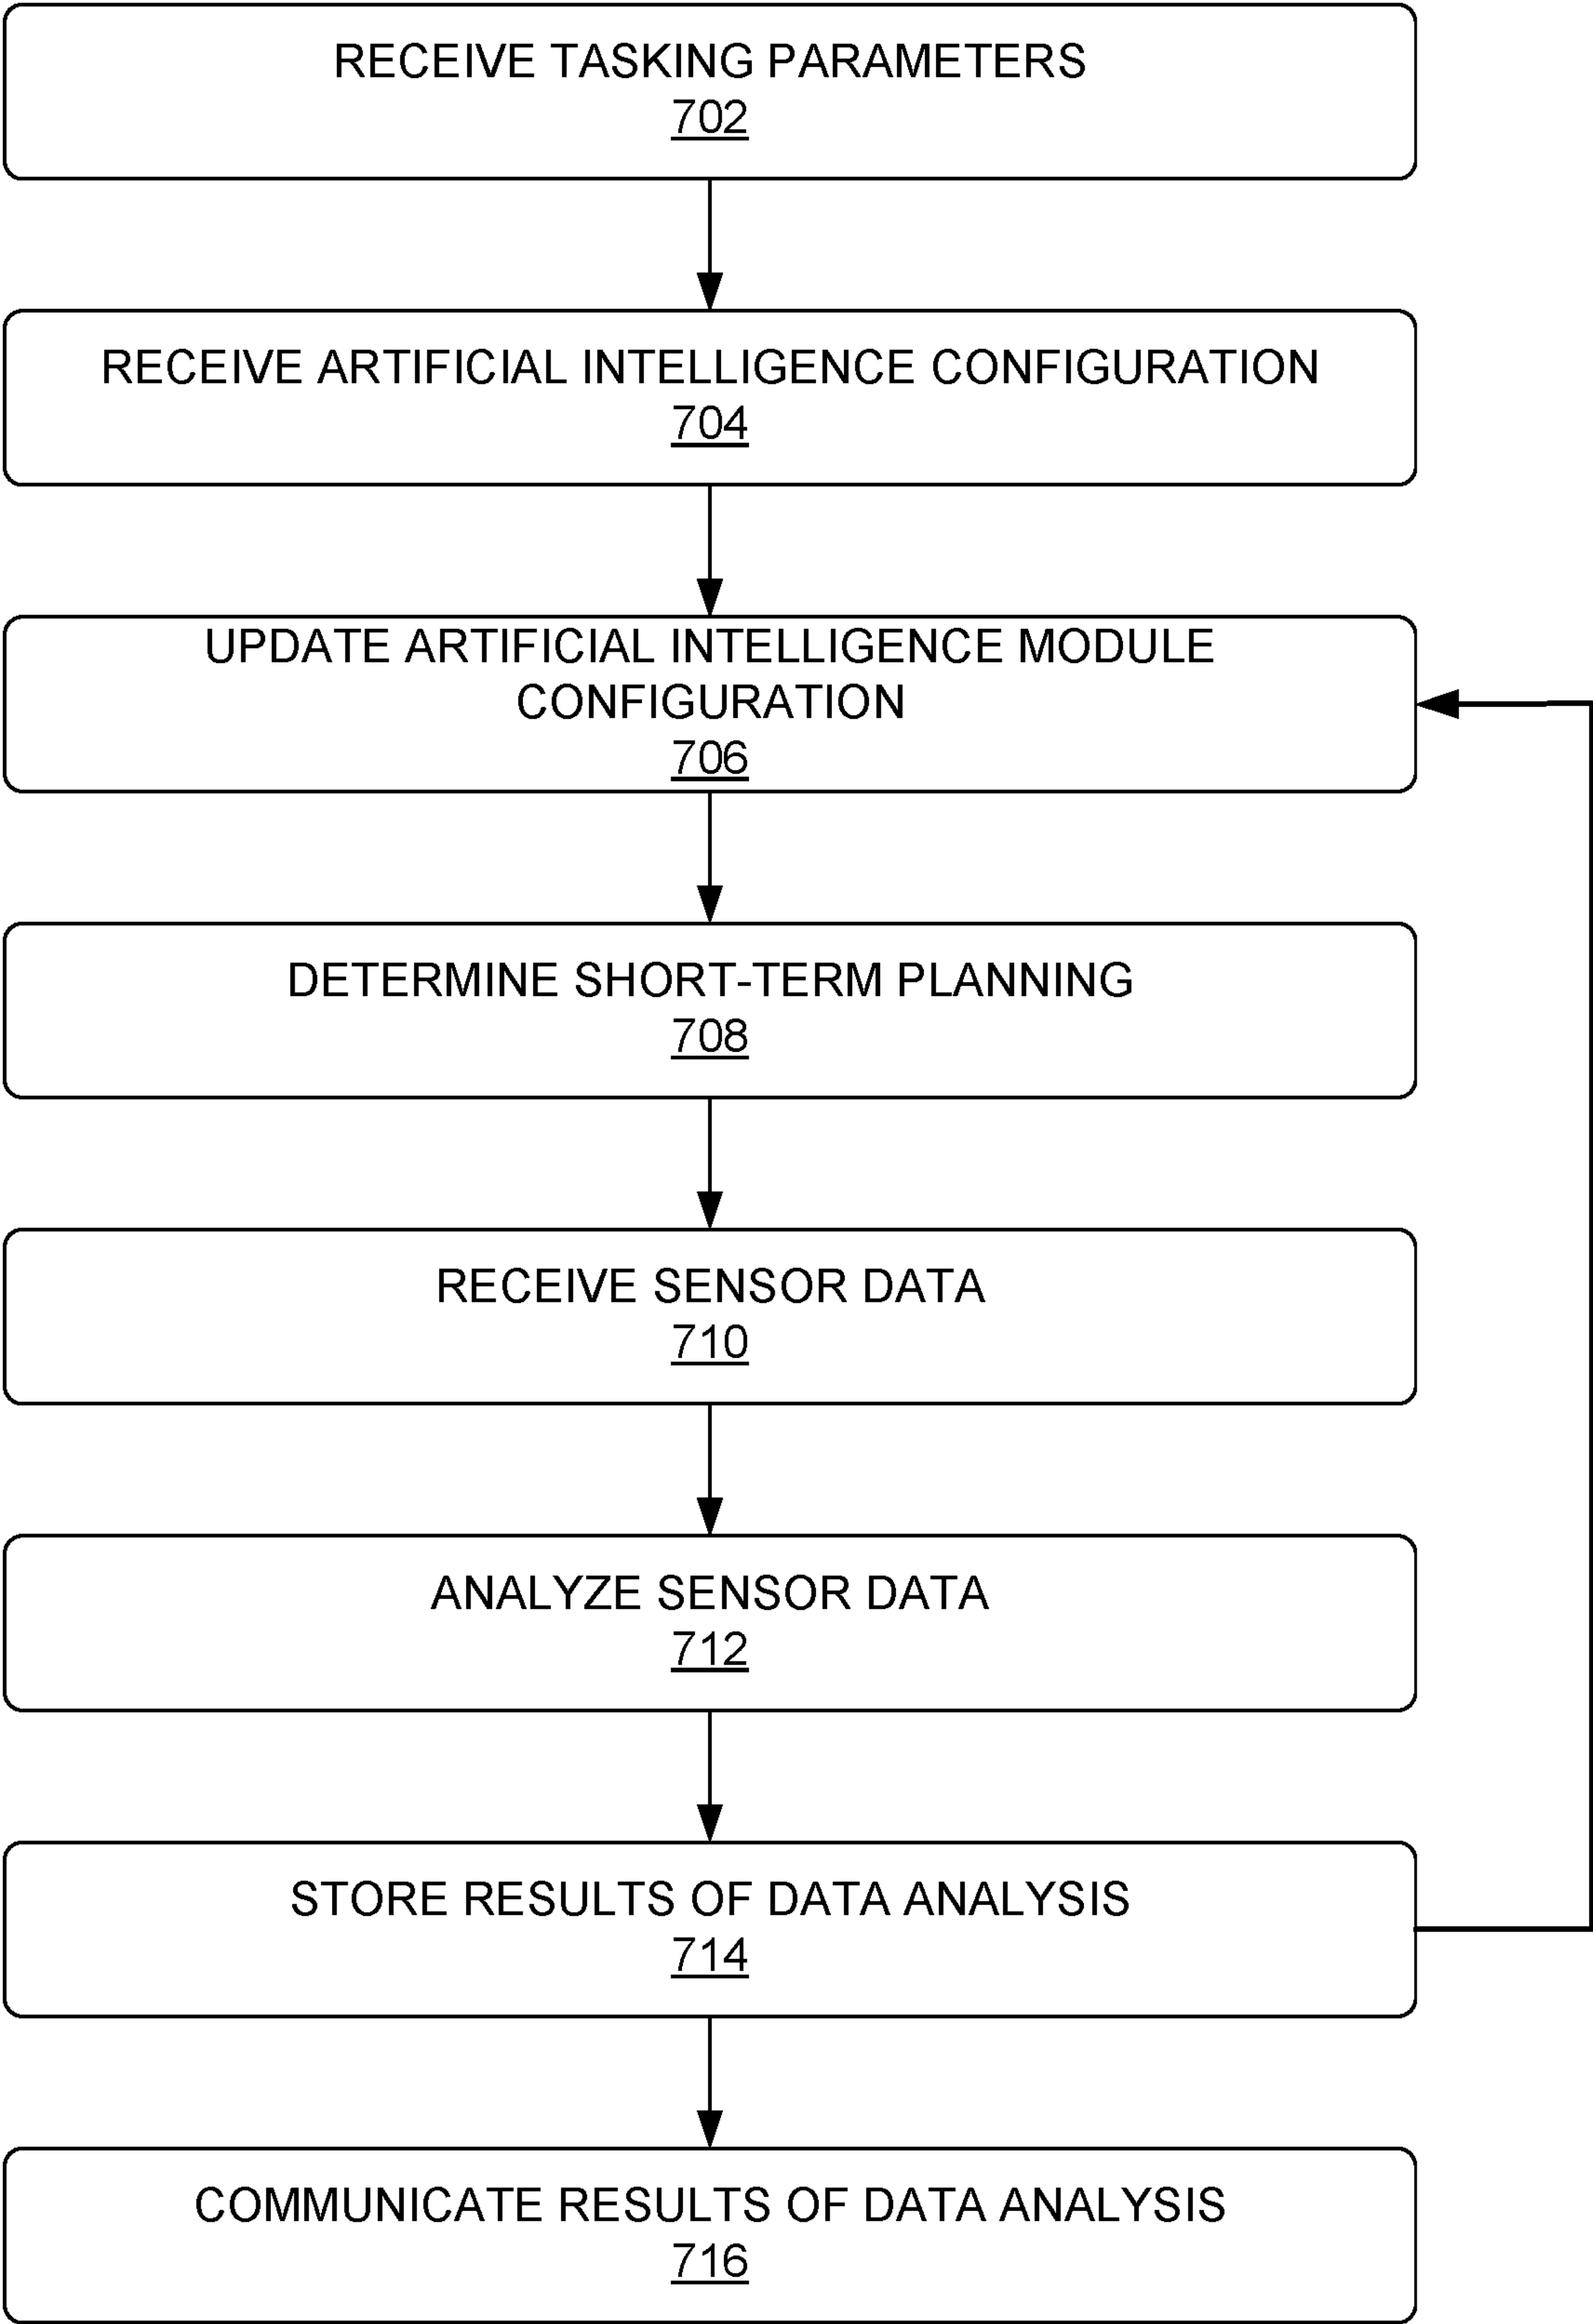 RECEIVE TASKING PARAMETERS
702
RECEIVE ARTIFICIAL INTELLIGENCE CONFIGURATION
704
UPDATE ARTIFICIAL INTELLIGENCE MODULE
CONFIGURATION
706
DETERMINE SHORT-TERM PLANNING
708
RECEIVE SENSOR DATA
710
ANALYZE SENSOR DATA
712
STORE RESULTS OF DATA ANALYSIS
714
COMMUNICATE RESULTS OF DATA ANALYSIS
716